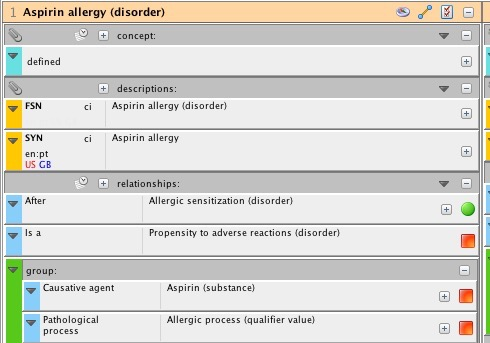 1 Aspirin allergy (disorder)
concept:
defined
descriptions:
FSN ci Aspirin allergy (disorder)
SYN ci Aspirin allergy
en:pt
US GB
relationships:
After Allergic sensitization (disorder)
Is a Propensity to adverse reactions (disorder)
group:
Causative agent Aspirin (substance)
Pathological Allergic process (qualifier value)
process